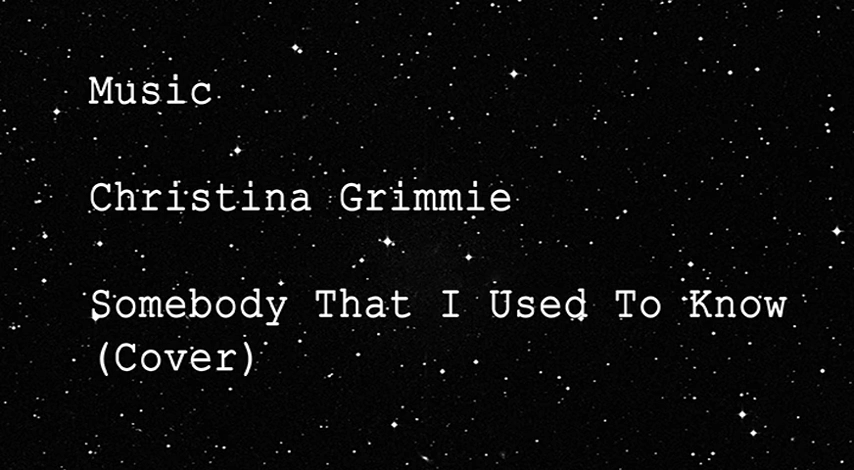 Music
Christina Grimmie
Somebody That I Used To Know
(Cover)